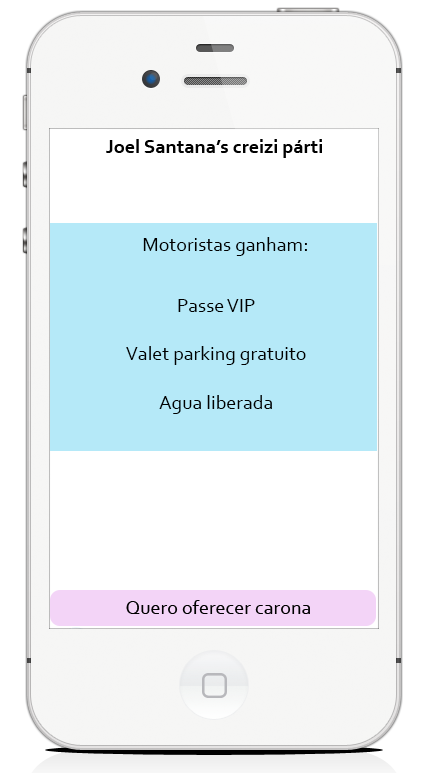 Joel Santana’s creizi párti
Motoristas ganham:
Passe VIP
Valet parking gratuito
Agua liberada
Quero oferecer carona